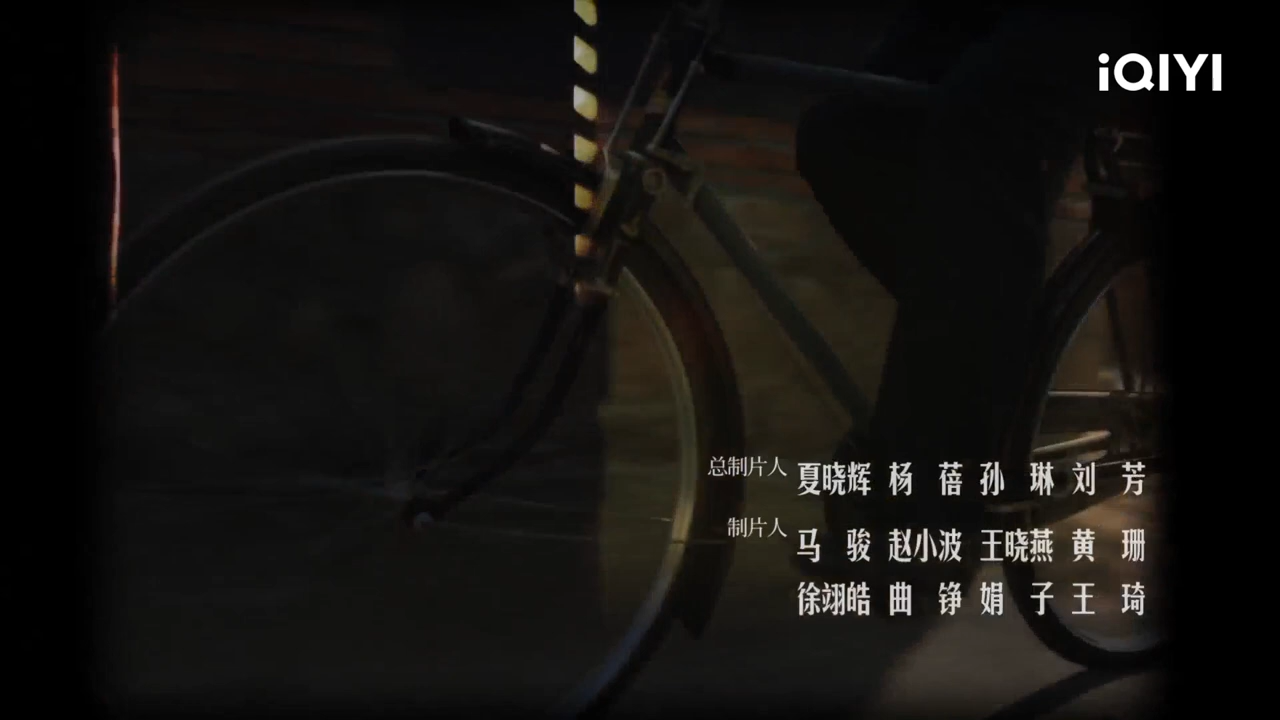 iQIYI
总制片人 夏晓辉 杨蓓 孙琳 刘芳
制片人 马骏 赵小波 王晓燕 黄珊
徐翊皓 曲铮 娟子 王琦